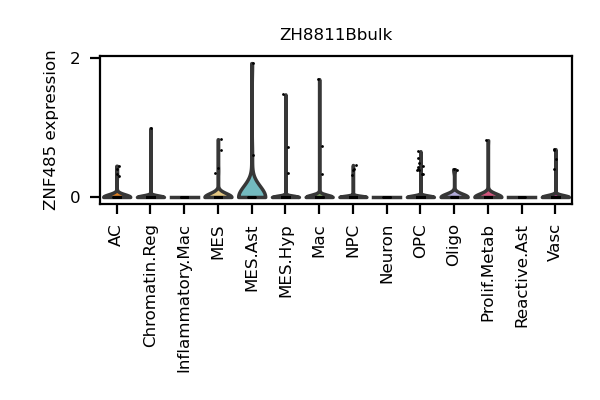 ZH8811Bbulk
ZNF485 expression
2
0
AC
Chromatin.Reg
Inflammatory.Mac
MES
MES.Ast
MES.Hyp
Mac
NPC
Neuron
OPC
Oligo
Prolif.Metab
Reactive.Ast
Vasc